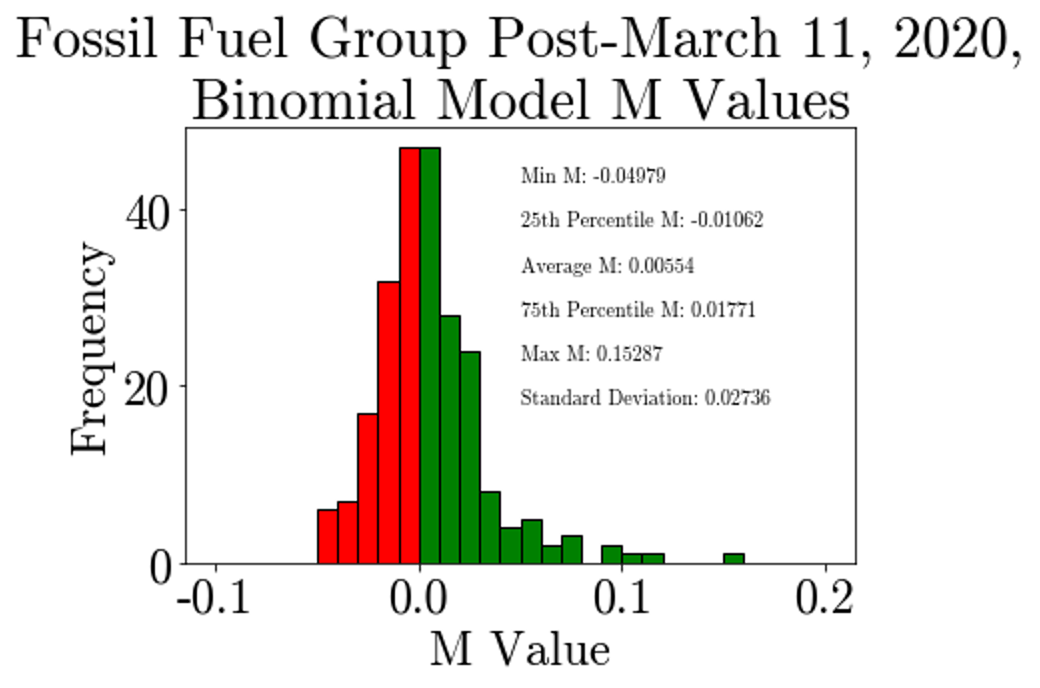 Fossil Fuel Group Post-March 11, 2020,
Binomial Model M Values
Min M: -0.04979
25th Percentile M: -0.01062
Average M: 0.00554
75th Percentile M: 0.01771
Max M: 0.15287
Standard Deviation: 0.02736
Frequency
40
20
0
-0.1 0.0 0.1 0.2
M Value